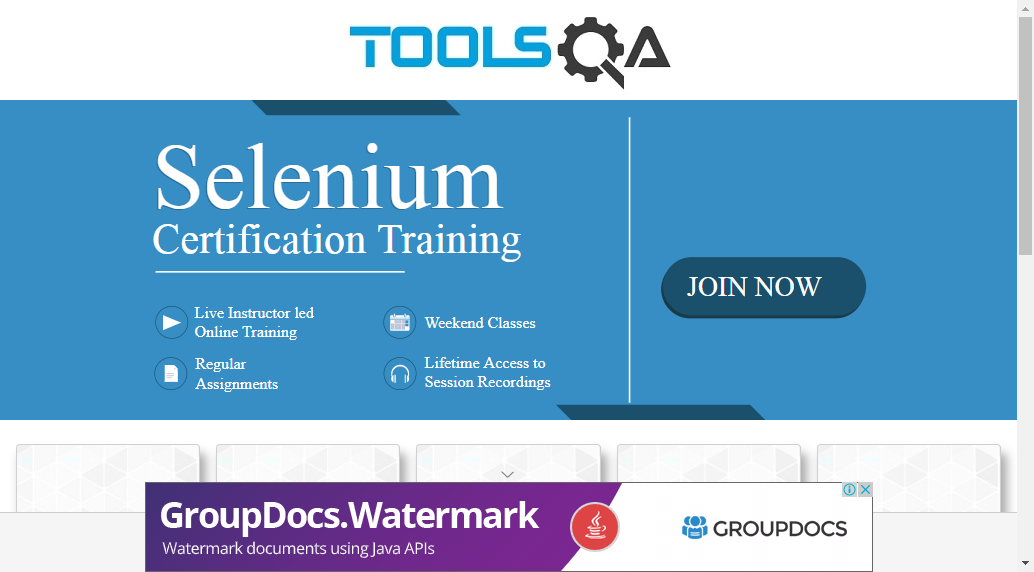 TOOLSQA
Selenium
Certification Training
JOIN NOW
Live Instructor led
Online Training
Weekend Classes
Regular
Assignments
Lifetime Access to
Session Recordings
GroupDocs.Watermark
Watermark documents using Java APIs
GROUPDOCS